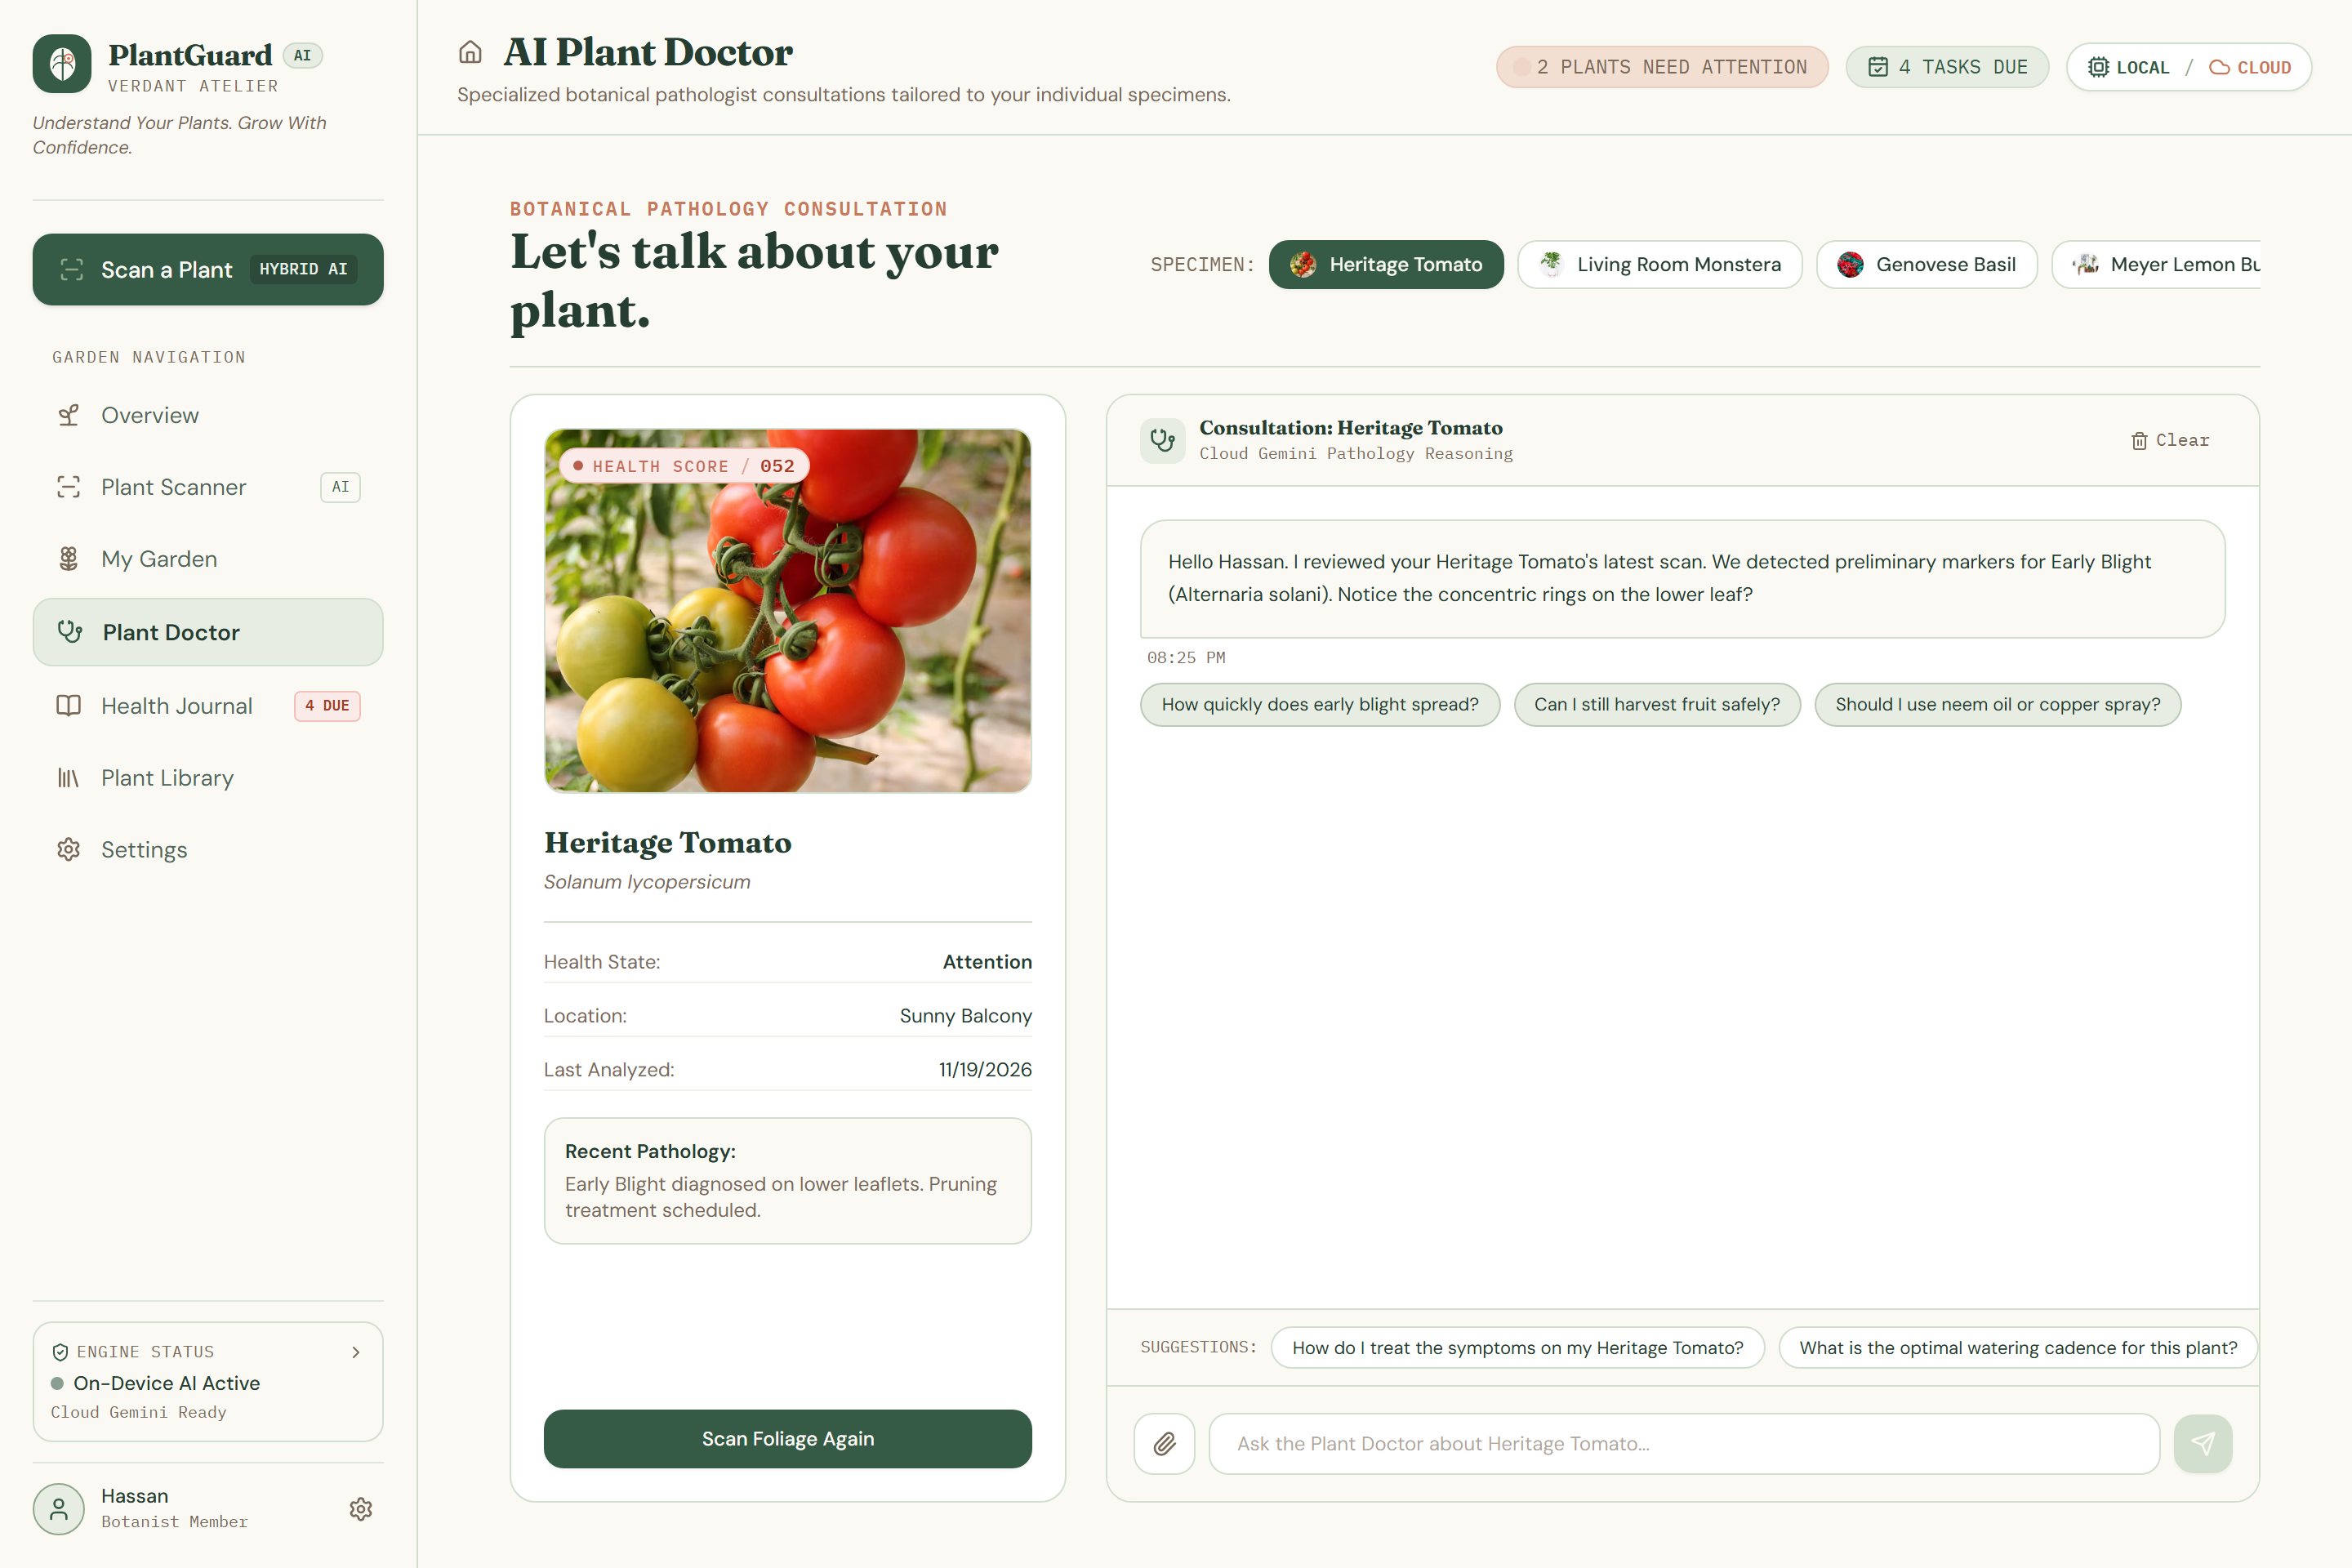 PlantGuard AI
VERDANT ATELIER
Understand Your Plants. Grow With
Confidence.
Scan a Plant HYBRID AI
GARDEN NAVIGATION
Overview
Plant Scanner AI
My Garden
Plant Doctor
Health Journal 4 DUE
Plant Library
Settings
ENGINE STATUS
On-Device AI Active
Cloud Gemini Ready
Hassan
Botanist Member
AI Plant Doctor
Specialized botanical pathologist consultations tailored to your individual specimens.
2 PLANTS NEED ATTENTION
4 TASKS DUE
LOCAL / CLOUD
BOTANICAL PATHOLOGY CONSULTATION
Let's talk about your
plant.
SPECIMEN: Heritage Tomato Living Room Monstera Genovese Basil Meyer Lemon Bu
HEALTH SCORE / 052
Heritage Tomato
Solanum lycopersicum
Health State: Attention
Location: Sunny Balcony
Last Analyzed: 11/19/2026
Recent Pathology:
Early Blight diagnosed on lower leaflets. Pruning
treatment scheduled.
Scan Foliage Again
Consultation: Heritage Tomato
Cloud Gemini Pathology Reasoning
Clear
Hello Hassan. I reviewed your Heritage Tomato's latest scan. We detected preliminary markers for Early Blight
(Alternaria solani). Notice the concentric rings on the lower leaf?
08:25 PM
How quickly does early blight spread? Can I still harvest fruit safely? Should I use neem oil or copper spray?
SUGGESTIONS: How do I treat the symptoms on my Heritage Tomato? What is the optimal watering cadence for this plant?
Ask the Plant Doctor about Heritage Tomato...